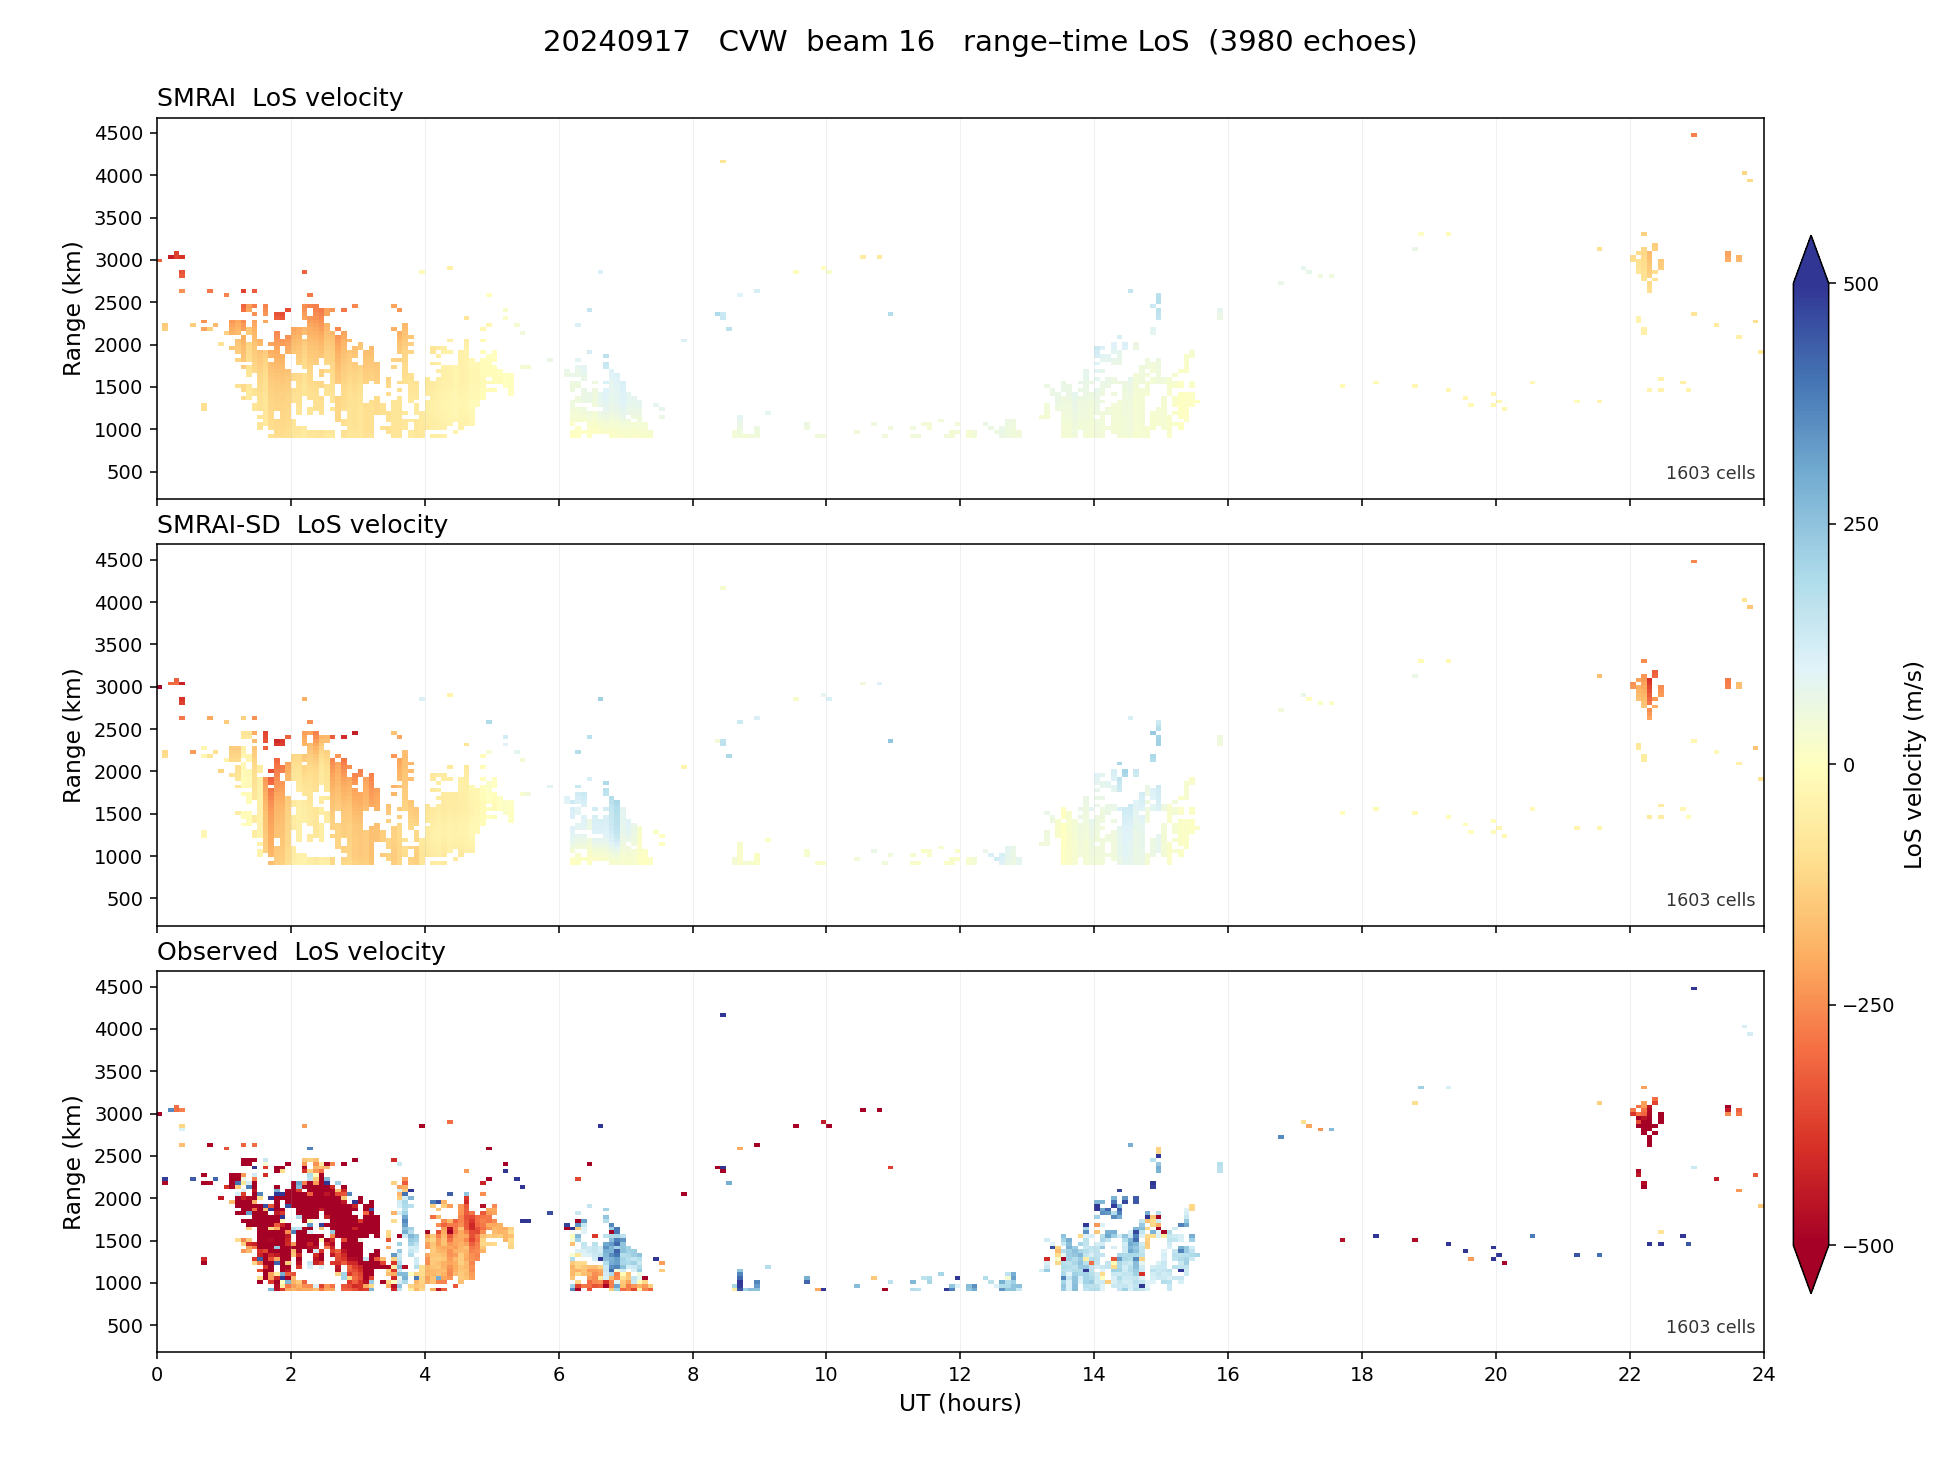 20240917   CVW  beam 16   range–time LoS  (3980 echoes)
SMRAI  LoS velocity
4500
4000
3500
3000
2500
2000
1500
1000
500
Range (km)
1603 cells
SMRAI-SD  LoS velocity
4500
4000
3500
3000
2500
2000
1500
1000
500
Range (km)
1603 cells
Observed  LoS velocity
4500
4000
3500
3000
2500
2000
1500
1000
500
Range (km)
1603 cells
0 2 4 6 8 10 12 14 16 18 20 22 24
UT (hours)
500
250
0
−250
−500
LoS velocity (m/s)